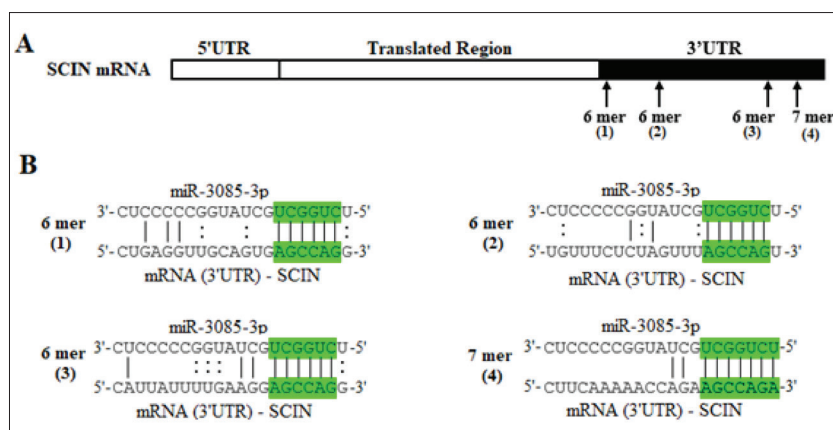 A
5'UTR Translated Region 3'UTR
SCIN mRNA
6 mer 6 mer 6 mer 7 mer
(1) (2) (3) (4)
B
miR-3085-3p
6 mer
(1)
3'- CUCCCCCGGUAUCGUCGGUCU-5'
5'- CUGAGGUUGCAGUGAGCCAGG-3'
mRNA (3'UTR) - SCIN
miR-3085-3p
6 mer
(2)
3'- CUCCCCCGGUAUCGUCGGUCU-5'
5'- UGUUUCUCUAGUUUAGCCAGU-3'
mRNA (3'UTR) - SCIN
miR-3085-3p
6 mer
(3)
3'- CUCCCCCGGUAUCGUCGGUCU-5'
5'- CAUUAUUUUGAAGGAGCCAGG-3'
mRNA (3'UTR) - SCIN
miR-3085-3p
7 mer
(4)
3'- CUCCCCCGGUAUCGUCGGUCU-5'
5'- CUUCAAAAACCAGAAGCCAGA-3'
mRNA (3'UTR) - SCIN